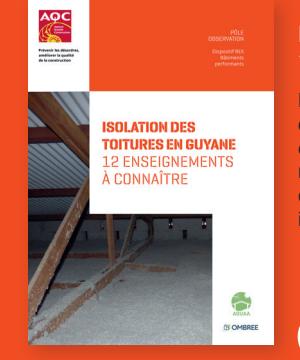 AQC
Prévenir les désordres,
améliorer la qualité
de la construction
PÔLE
OBSERVATION
Dispositif REX
Bâtiments
performants
ISOLATION DES
TOITURES EN GUYANE
12 ENSEIGNEMENTS
À CONNAÎTRE
AQUAA
OMBREE